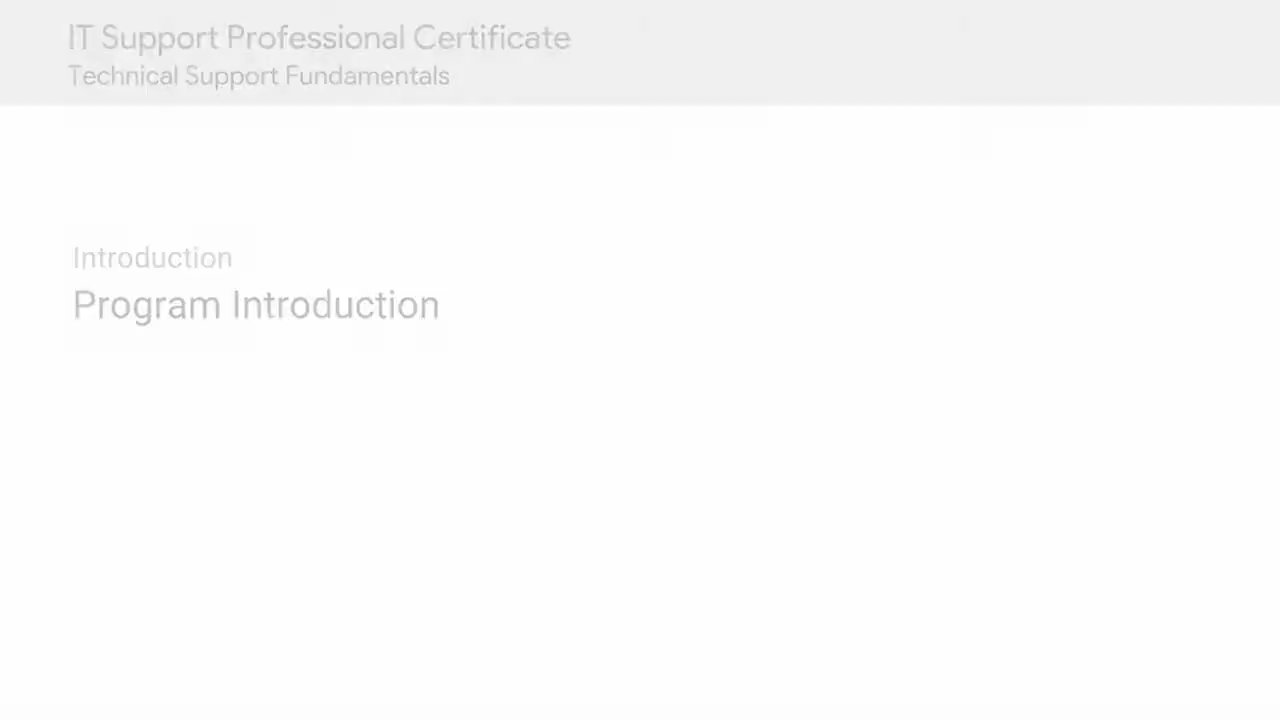 IT Support Professional Certificate
Technical Support Fundamentals
Introduction
Program Introduction